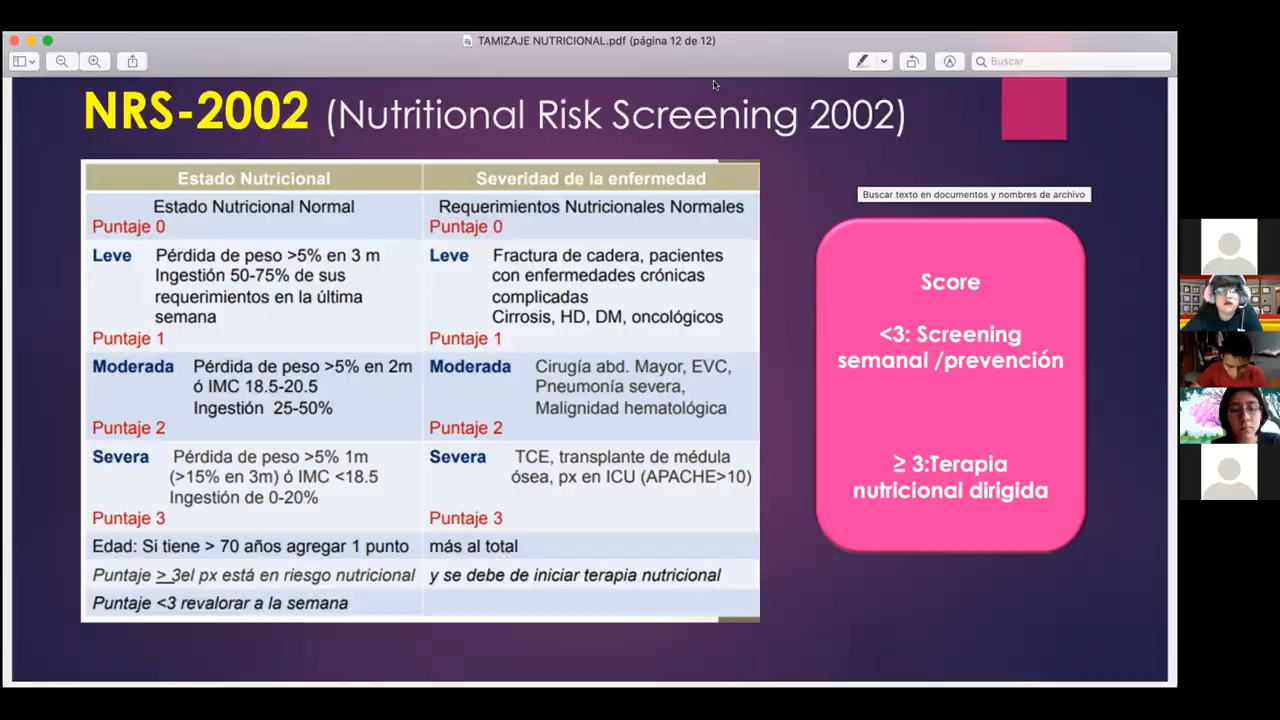 TAMIZAJE NUTRICIONAL.pdf (página 12 de 12)
Buscar
NRS-2002 (Nutritional Risk Screening 2002)
Buscar texto en documentos y nombres de archivo
Estado Nutricional
Severidad de la enfermedad
Estado Nutricional Normal
Puntaje 0
Requerimientos Nutricionales Normales
Puntaje 0
Leve Pérdida de peso >5% en 3 m
Ingestión 50-75% de sus
requerimientos en la última
semana
Puntaje 1
Leve Fractura de cadera, pacientes
con enfermedades crónicas
complicadas
Cirrosis, HD, DM, oncológicos
Puntaje 1
Moderada Pérdida de peso >5% en 2m
ó IMC 18.5-20.5
Ingestión 25-50%
Puntaje 2
Moderada Cirugía abd. Mayor, EVC,
Pneumonía severa,
Malignidad hematológica
Puntaje 2
Severa Pérdida de peso >5% 1m
(>15% en 3m) ó IMC <18.5
Ingestión de 0-20%
Puntaje 3
Severa TCE, transplante de médula
ósea, px en ICU (APACHE>10)
Puntaje 3
Edad: Si tiene > 70 años agregar 1 punto más al total
Puntaje > 3el px está en riesgo nutricional y se debe de iniciar terapia nutricional
Puntaje <3 revalorar a la semana
Score
<3: Screening
semanal /prevención
≥ 3:Terapia
nutricional dirigida